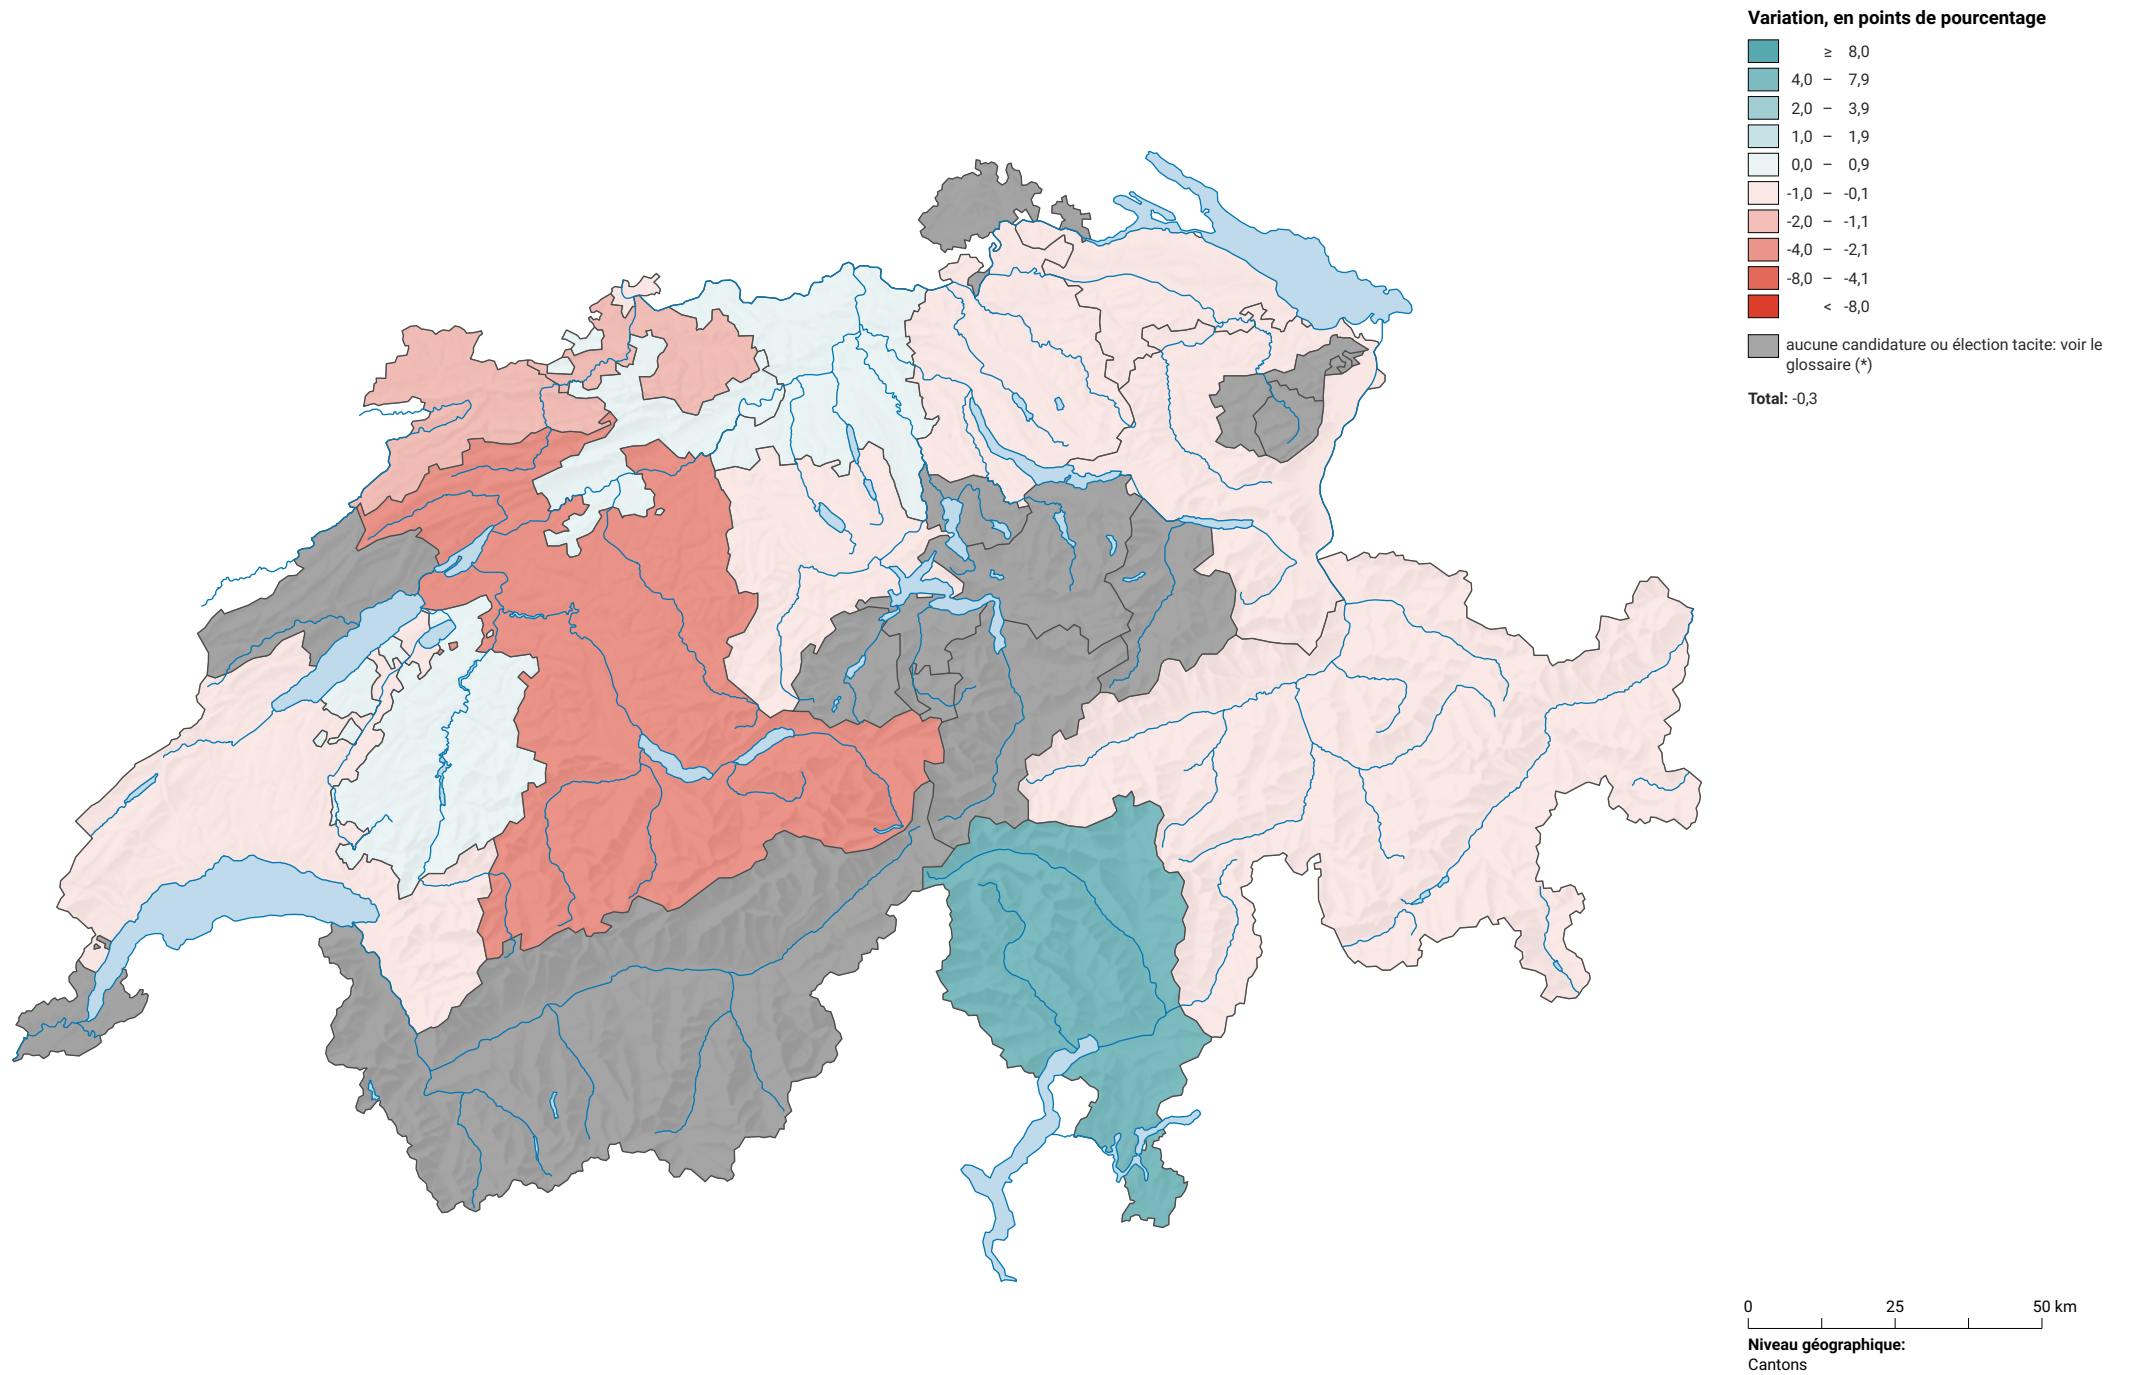 Variation, en points de pourcentage
≥ 8,0
4,0 – 7,9
2,0 – 3,9
1,0 – 1,9
0,0 – 0,9
-1,0 – -0,1
-2,0 – -1,1
-4,0 – -2,1
-8,0 – -4,1
< -8,0
aucune candidature ou élection tacite: voir le
glossaire (*)
Total: -0,3
0 25 50 km
Niveau géographique:
Cantons